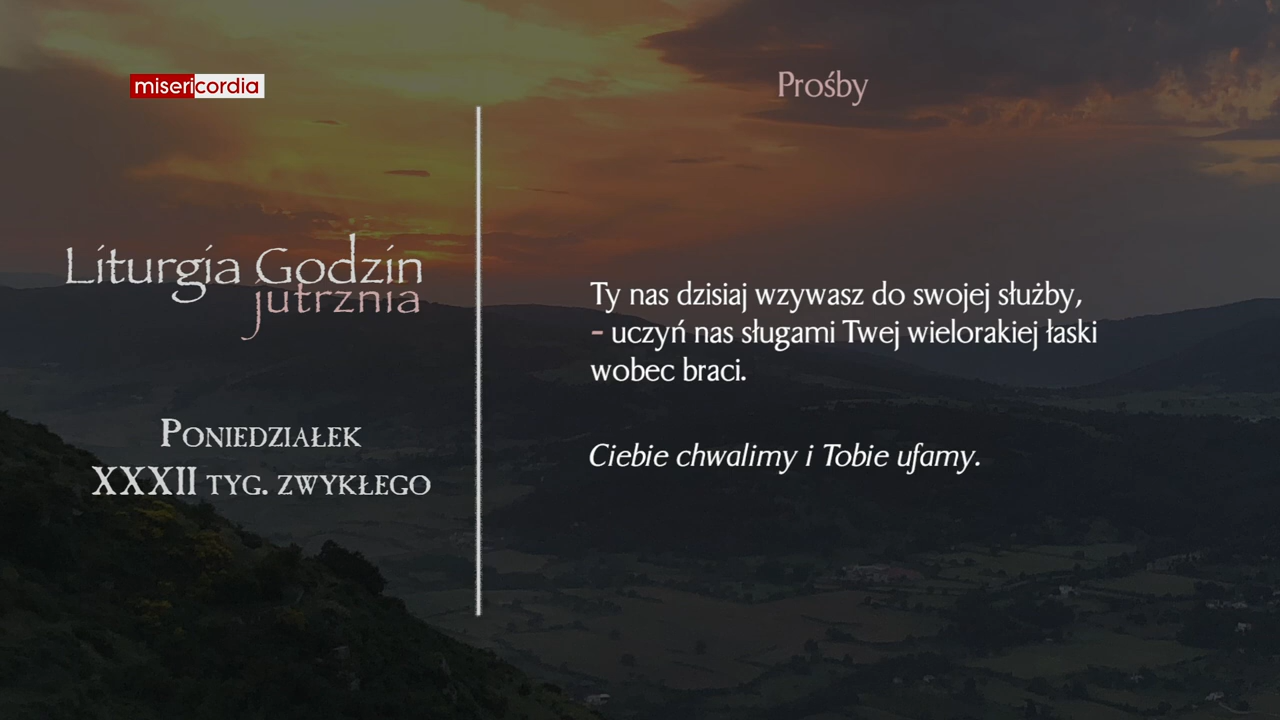 misericordia
Liturgia Godzin
jutrznia
Poniedziałek
XXXII tyg. zwykłego
Prośby
Ty nas dzisiaj wzywasz do swojej służby,
- uczyń nas sługami Twej wielorakiej łaski
wobec braci.
Ciebie chwalimy i Tobie ufamy.